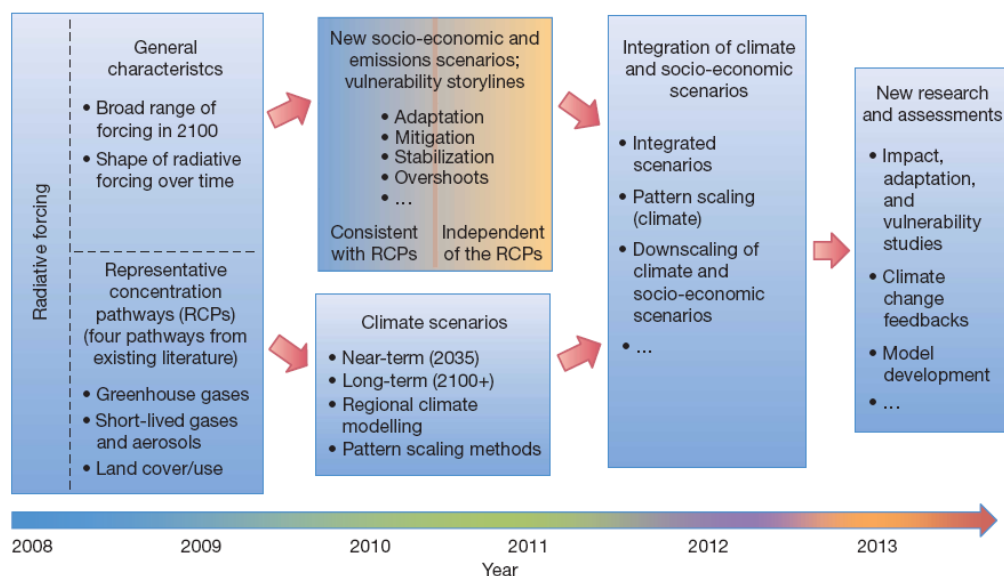 Radiative forcing
General
characteristcs
• Broad range of
forcing in 2100
• Shape of radiative
forcing over time
Representative
concentration
pathways (RCPs)
(four pathways from
existing literature)
• Greenhouse gases
• Short-lived gases
and aerosols
• Land cover/use
New socio-economic and
emissions scenarios;
vulnerability storylines
• Adaptation
• Mitigation
• Stabilization
• Overshoots
• ...
Consistent
with RCPs
Independent
of the RCPs
Climate scenarios
• Near-term (2035)
• Long-term (2100+)
• Regional climate
modelling
• Pattern scaling methods
Integration of climate
and socio-economic
scenarios
• Integrated
scenarios
• Pattern scaling
(climate)
• Downscaling of
climate and
socio-economic
scenarios
• ...
New research
and assessments
• Impact,
adaptation,
and
vulnerability
studies
• Climate
change
feedbacks
• Model
development
• ...
2008 2009 2010 2011 2012 2013
Year